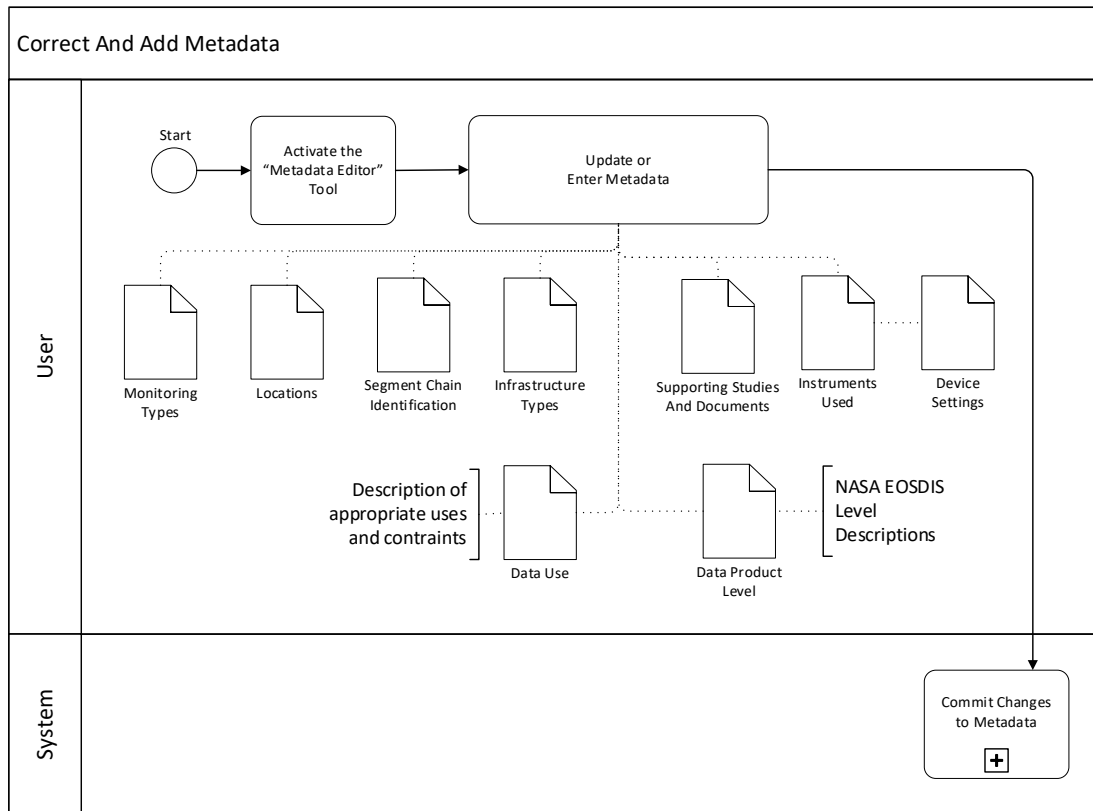 Correct And Add Metadata
User
Start
Activate the
“Metadata Editor”
Tool
Update or
Enter Metadata
Monitoring
Types
Locations
Segment Chain
Identification
Infrastructure
Types
Supporting Studies
And Documents
Instruments
Used
Device
Settings
Description of
appropriate uses
and contraints
Data Use
Data Product
Level
NASA EOSDIS
Level
Descriptions
System
Commit Changes
to Metadata